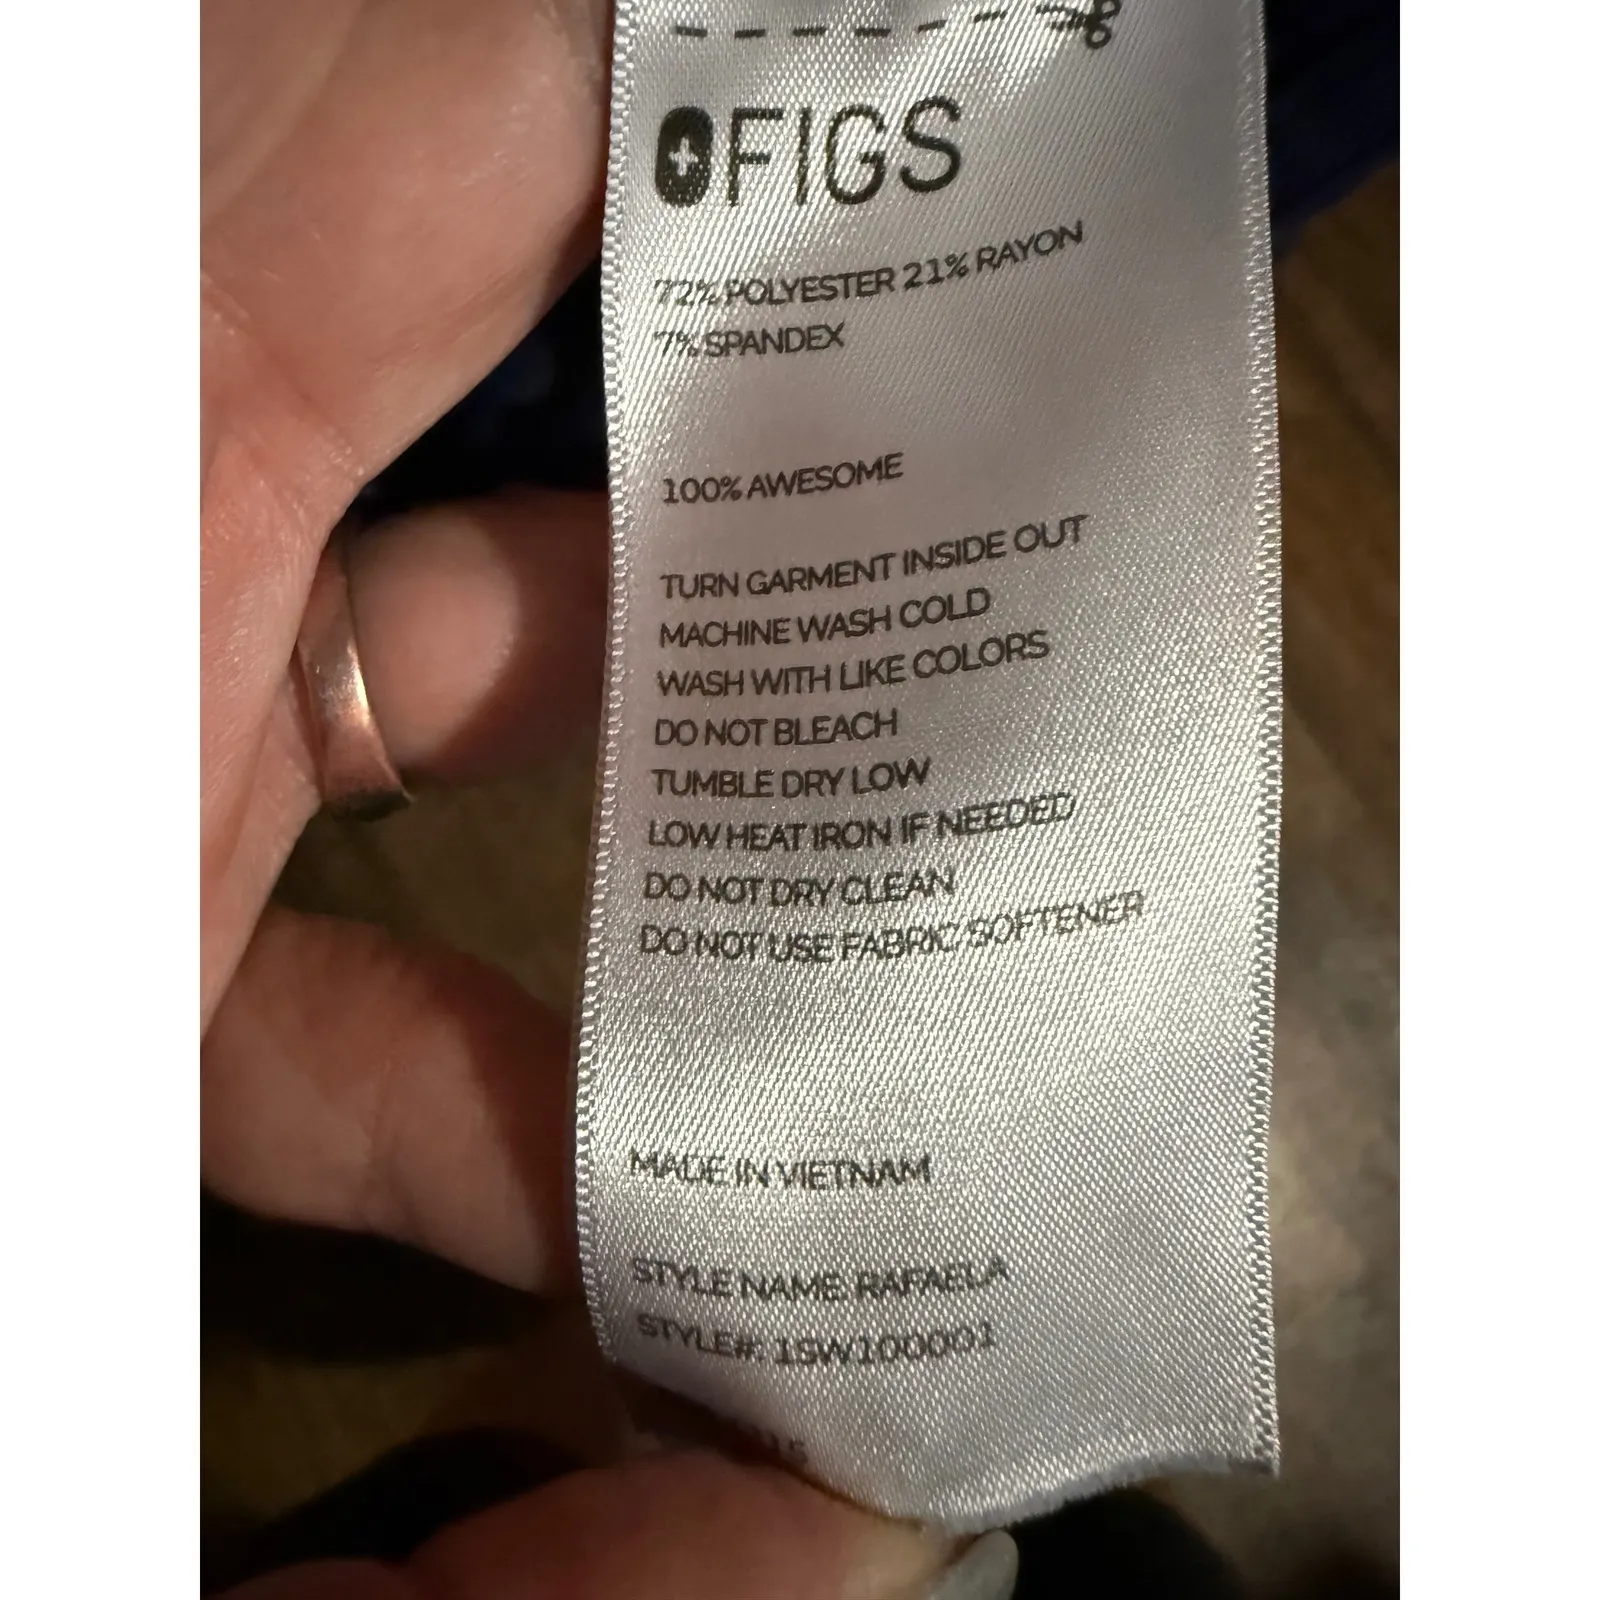 FIGS
72% POLYESTER 21% RAYON
7% SPANDEX
100% AWESOME
TURN GARMENT INSIDE OUT
MACHINE WASH COLD
WASH WITH LIKE COLORS
DO NOT BLEACH
TUMBLE DRY LOW
LOW HEAT IRON IF NEEDED
DO NOT DRY CLEAN
DO NOT USE FABRIC SOFTENER
MADE IN VIETNAM
STYLE NAME: RAFAELA
STYLE#: 1SW100001